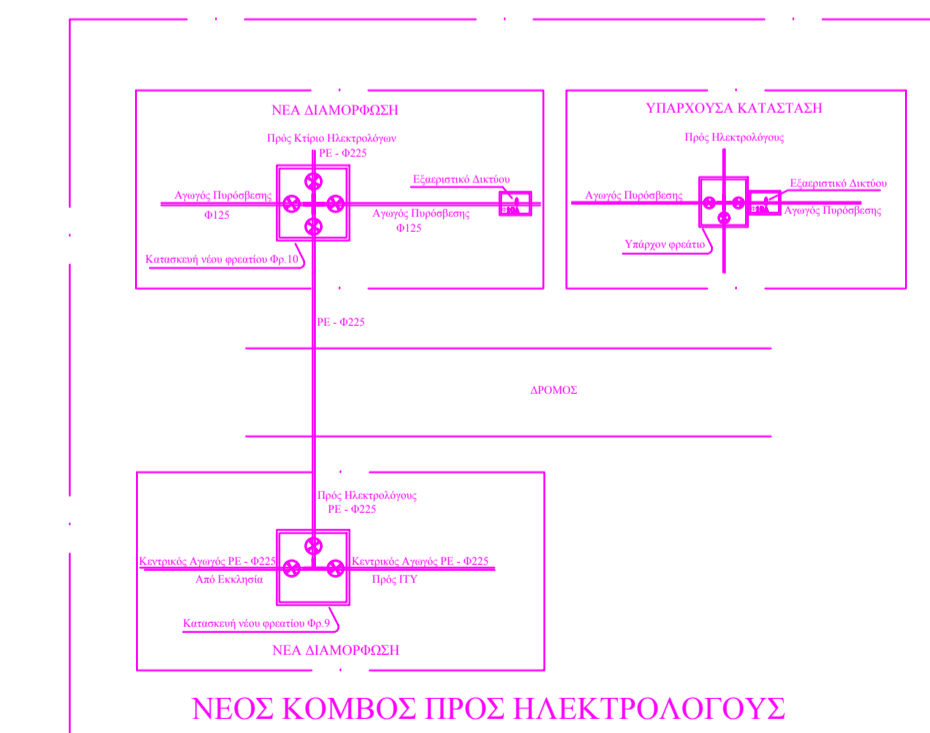 ΝΕΑ ΔΙΑΜΟΡΦΩΣΗ
Πρός Κτίριο Ηλεκτρολόγων
PE - Φ225
Αγωγός Πυρόσβεσης
Φ125
Εξαεριστικό Δικτύου
Αγωγός Πυρόσβεσης
Φ125
Κατασκευή νέου φρεατίου Φρ.10
ΥΠΑΡΧΟΥΣΑ ΚΑΤΑΣΤΑΣΗ
Πρός Ηλεκτρολόγους
Αγωγός Πυρόσβεσης
Εξαεριστικό Δικτύου
Αγωγός Πυρόσβεσης
Υπάρχον φρεάτιο
PE - Φ225
ΔΡΟΜΟΣ
Πρός Ηλεκτρολόγους
PE - Φ225
Κεντρικός Αγωγός PE - Φ225
Από Εκκλησία
Κεντρικός Αγωγός PE - Φ225
Πρός ΙΤΥ
Κατασκευή νέου φρεατίου Φρ.9
ΝΕΑ ΔΙΑΜΟΡΦΩΣΗ
ΝΕΟΣ ΚΟΜΒΟΣ ΠΡΟΣ ΗΛΕΚΤΡΟΛΟΓΟΥΣ